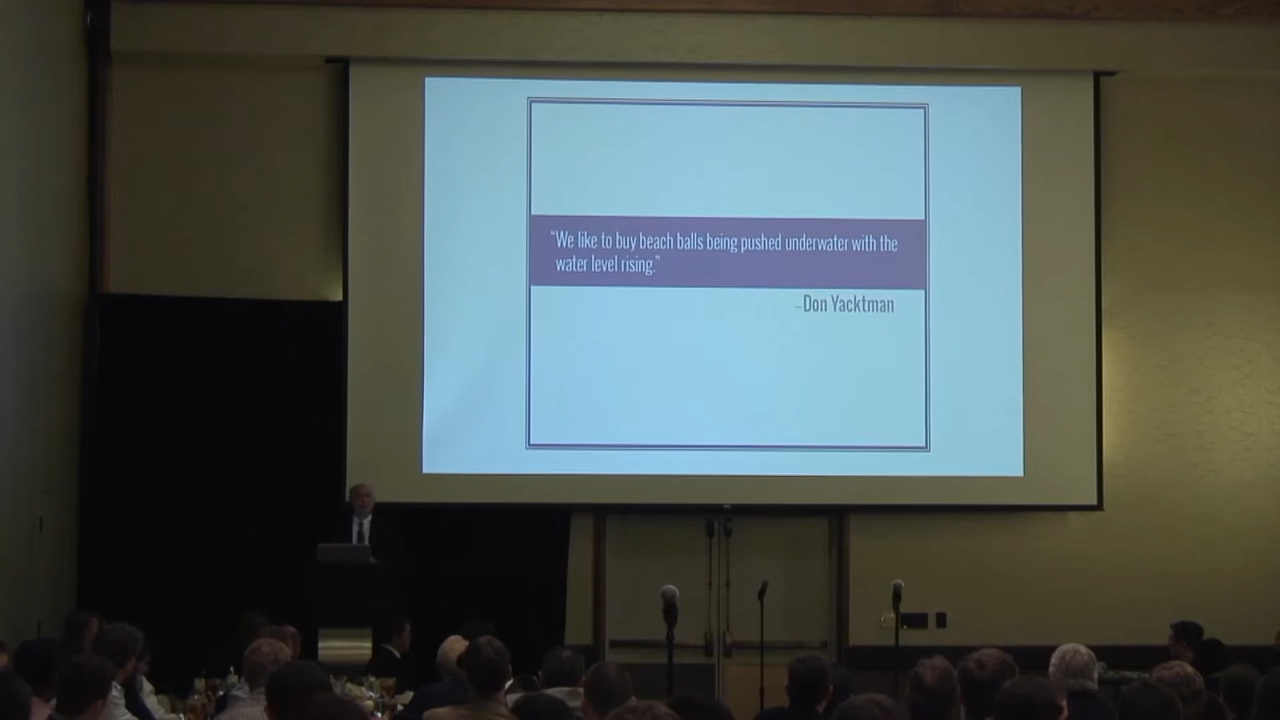 “We like to buy beach balls being pushed underwater with the
water level rising.”
–Don Yacktman